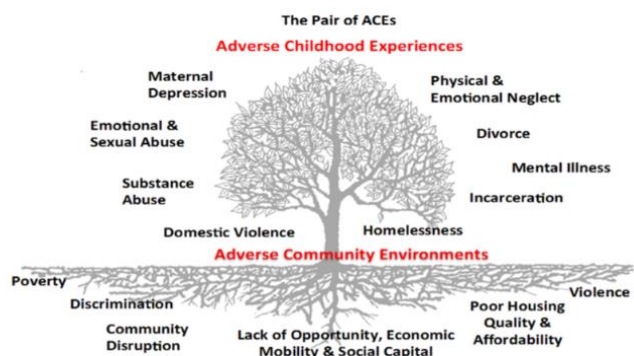 The Pair of ACEs
Adverse Childhood Experiences
Maternal
Depression
Physical &
Emotional Neglect
Emotional &
Sexual Abuse
Divorce
Mental Illness
Substance
Abuse
Incarceration
Domestic Violence
Homelessness
Adverse Community Environments
Poverty
Violence
Discrimination
Poor Housing
Quality &
Affordability
Community
Disruption
Lack of Opportunity, Economic
Mobility & Social Capital